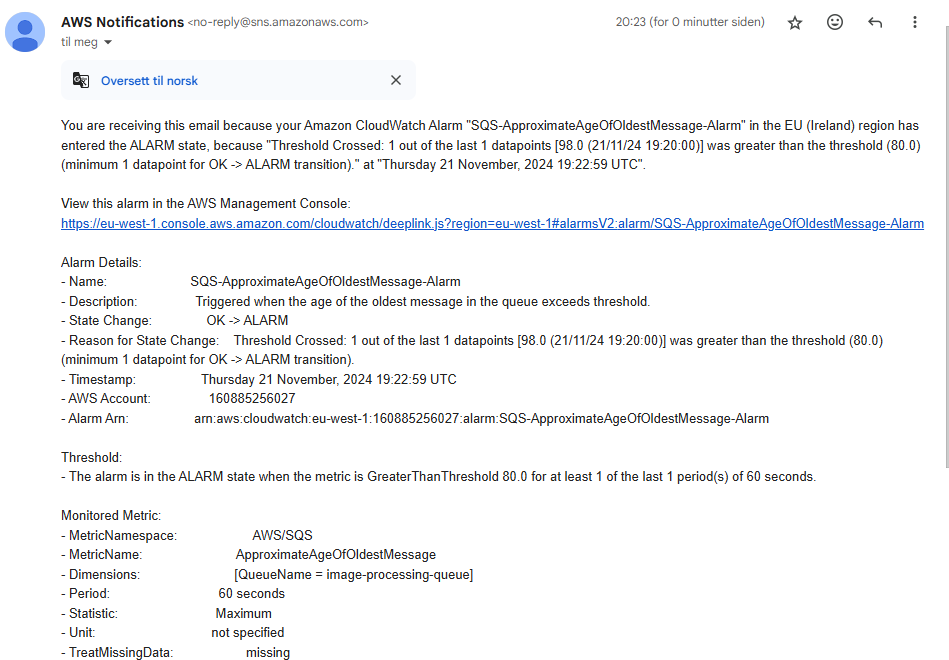 AWS Notifications <no-reply@sns.amazonaws.com>
20:23 (for 0 minutter siden)
til meg
Oversett til norsk
You are receiving this email because your Amazon CloudWatch Alarm "SQS-ApproximateAgeOfOldestMessage-Alarm" in the EU (Ireland) region has
entered the ALARM state, because "Threshold Crossed: 1 out of the last 1 datapoints [98.0 (21/11/24 19:20:00)] was greater than the threshold (80.0)
(minimum 1 datapoint for OK -> ALARM transition)." at "Thursday 21 November, 2024 19:22:59 UTC".
View this alarm in the AWS Management Console:
https://eu-west-1.console.aws.amazon.com/cloudwatch/deeplink.js?region=eu-west-1#alarmsV2:alarm/SQS-ApproximateAgeOfOldestMessage-Alarm
Alarm Details:
- Name: SQS-ApproximateAgeOfOldestMessage-Alarm
- Description: Triggered when the age of the oldest message in the queue exceeds threshold.
- State Change: OK -> ALARM
- Reason for State Change: Threshold Crossed: 1 out of the last 1 datapoints [98.0 (21/11/24 19:20:00)] was greater than the threshold (80.0)
(minimum 1 datapoint for OK -> ALARM transition).
- Timestamp: Thursday 21 November, 2024 19:22:59 UTC
- AWS Account: 160885256027
- Alarm Arn: arn:aws:cloudwatch:eu-west-1:160885256027:alarm:SQS-ApproximateAgeOfOldestMessage-Alarm
Threshold:
- The alarm is in the ALARM state when the metric is GreaterThanThreshold 80.0 for at least 1 of the last 1 period(s) of 60 seconds.
Monitored Metric:
- MetricNamespace: AWS/SQS
- MetricName: ApproximateAgeOfOldestMessage
- Dimensions: [QueueName = image-processing-queue]
- Period: 60 seconds
- Statistic: Maximum
- Unit: not specified
- TreatMissingData: missing